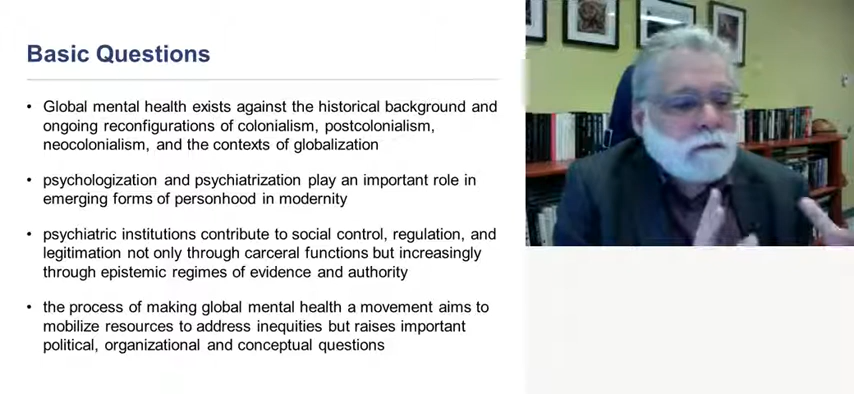 Basic Questions
• Global mental health exists against the historical background and
ongoing reconfigurations of colonialism, postcolonialism,
neocolonialism, and the contexts of globalization
• psychologization and psychiatrization play an important role in
emerging forms of personhood in modernity
• psychiatric institutions contribute to social control, regulation, and
legitimation not only through carceral functions but increasingly
through epistemic regimes of evidence and authority
• the process of making global mental health a movement aims to
mobilize resources to address inequities but raises important
political, organizational and conceptual questions